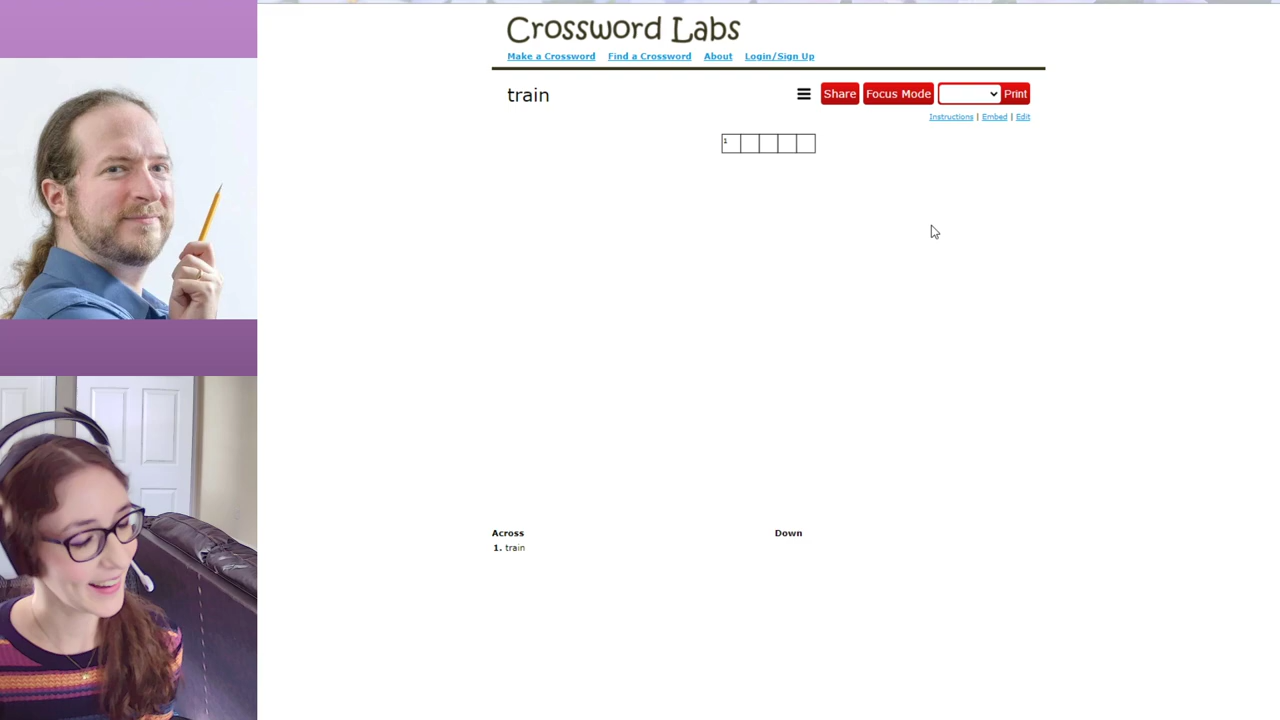 Crossword Labs
Make a Crossword Find a Crossword About Login/Sign Up
train
Share Focus Mode Print
Instructions | Embed | Edit
1
Across
1. train
Down